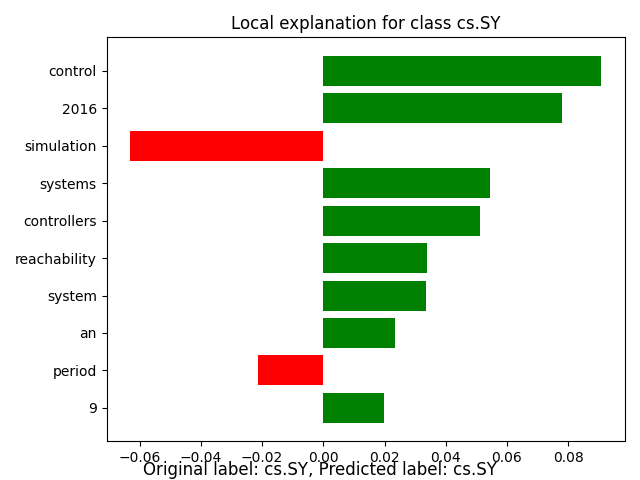 Local explanation for class cs.SY
control
2016
simulation
systems
controllers
reachability
system
an
period
9
−0.06 −0.04 −0.02 0.00 0.02 0.04 0.06 0.08
Original label: cs.SY, Predicted label: cs.SY